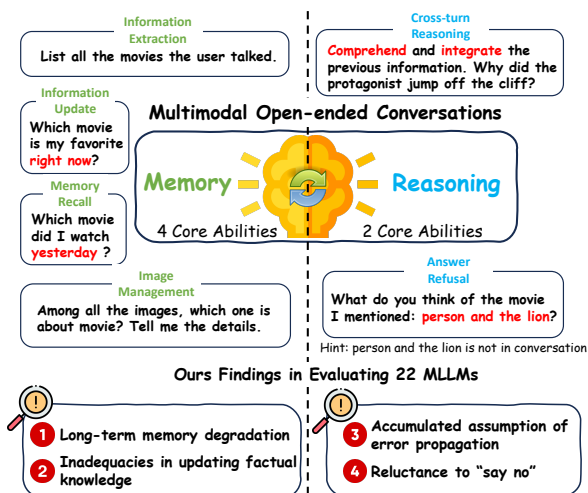 Information
Extraction
List all the movies the user talked.
Cross-turn
Reasoning
Comprehend and integrate the
previous information. Why did the
protagonist jump off the cliff?
Information
Update
Which movie
is my favorite
right now?
Multimodal Open-ended Conversations
Memory
4 Core Abilities
Reasoning
2 Core Abilities
Memory
Recall
Which movie
did I watch
yesterday ?
Image
Management
Among all the images, which one is
about movie? Tell me the details.
Answer
Refusal
What do you think of the movie
I mentioned: person and the lion?
Hint: person and the lion is not in conversation
Ours Findings in Evaluating 22 MLLMs
1 Long-term memory degradation
2 Inadequacies in updating factual
knowledge
3 Accumulated assumption of
error propagation
4 Reluctance to “say no”